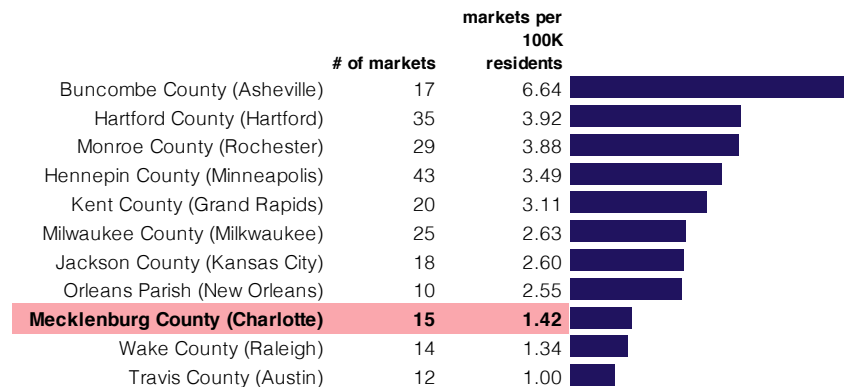 markets per
100K
# of markets residents
Buncombe County (Asheville) 17 6.64
Hartford County (Hartford) 35 3.92
Monroe County (Rochester) 29 3.88
Hennepin County (Minneapolis) 43 3.49
Kent County (Grand Rapids) 20 3.11
Milwaukee County (Milkwaukee) 25 2.63
Jackson County (Kansas City) 18 2.60
Orleans Parish (New Orleans) 10 2.55
Mecklenburg County (Charlotte) 15 1.42
Wake County (Raleigh) 14 1.34
Travis County (Austin) 12 1.00